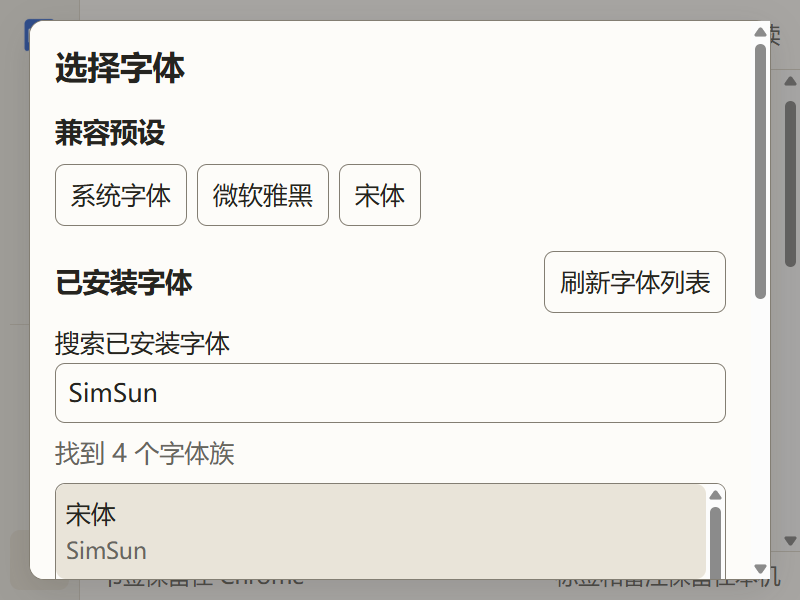 选择字体
兼容预设
系统字体 微软雅黑 宋体
已安装字体 刷新字体列表
搜索已安装字体
SimSun
找到 4 个字体族
宋体
SimSun